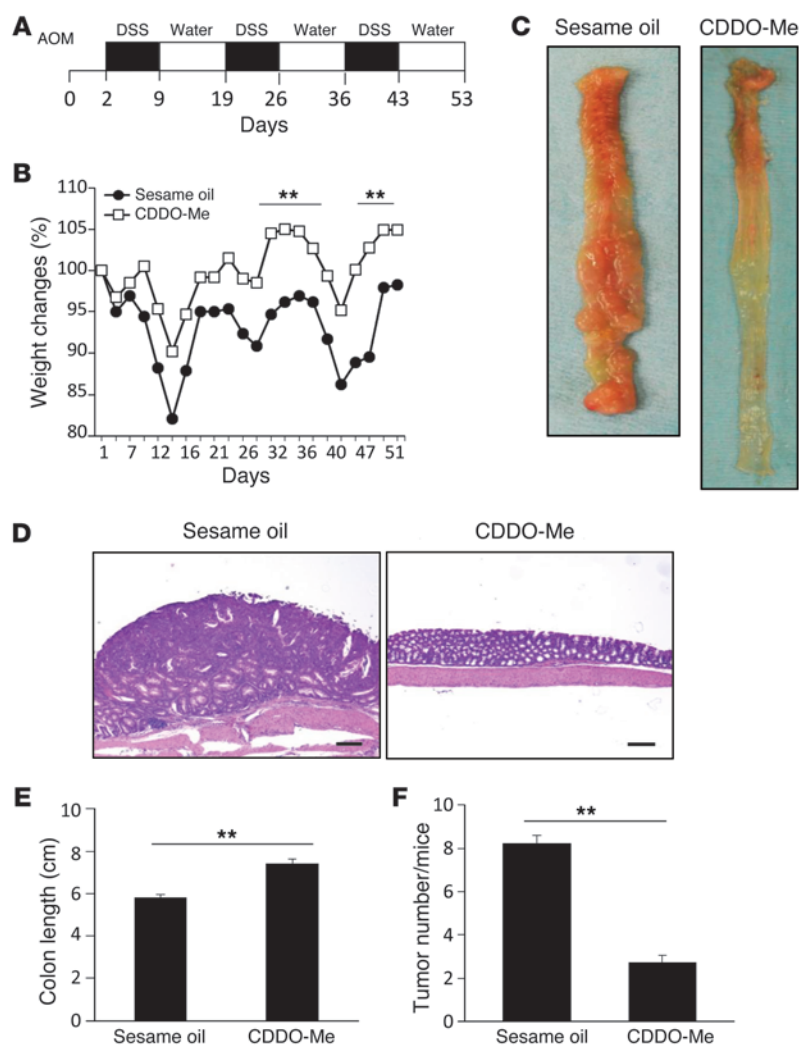 A
AOM
DSS Water DSS Water DSS Water
0 2 9 19 26 36 43 53
Days
B
110
105
100
95
90
85
80
Weight changes (%)
Sesame oil
CDDO-Me
** **
1 7 12 16 21 26 32 36 40 47 51
Days
C
Sesame oil CDDO-Me
D
Sesame oil CDDO-Me
E
10
8
6
4
2
0
Colon length (cm)
**
Sesame oil CDDO-Me
F
10
8
6
4
2
0
Tumor number/mice
**
Sesame oil CDDO-Me